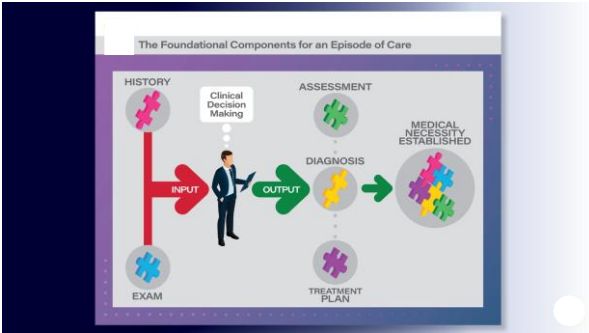 The Foundational Components for an Episode of Care
HISTORY
Clinical
Decision
Making
ASSESSMENT
MEDICAL
NECESSITY
ESTABLISHED
INPUT
OUTPUT
DIAGNOSIS
EXAM
TREATMENT
PLAN